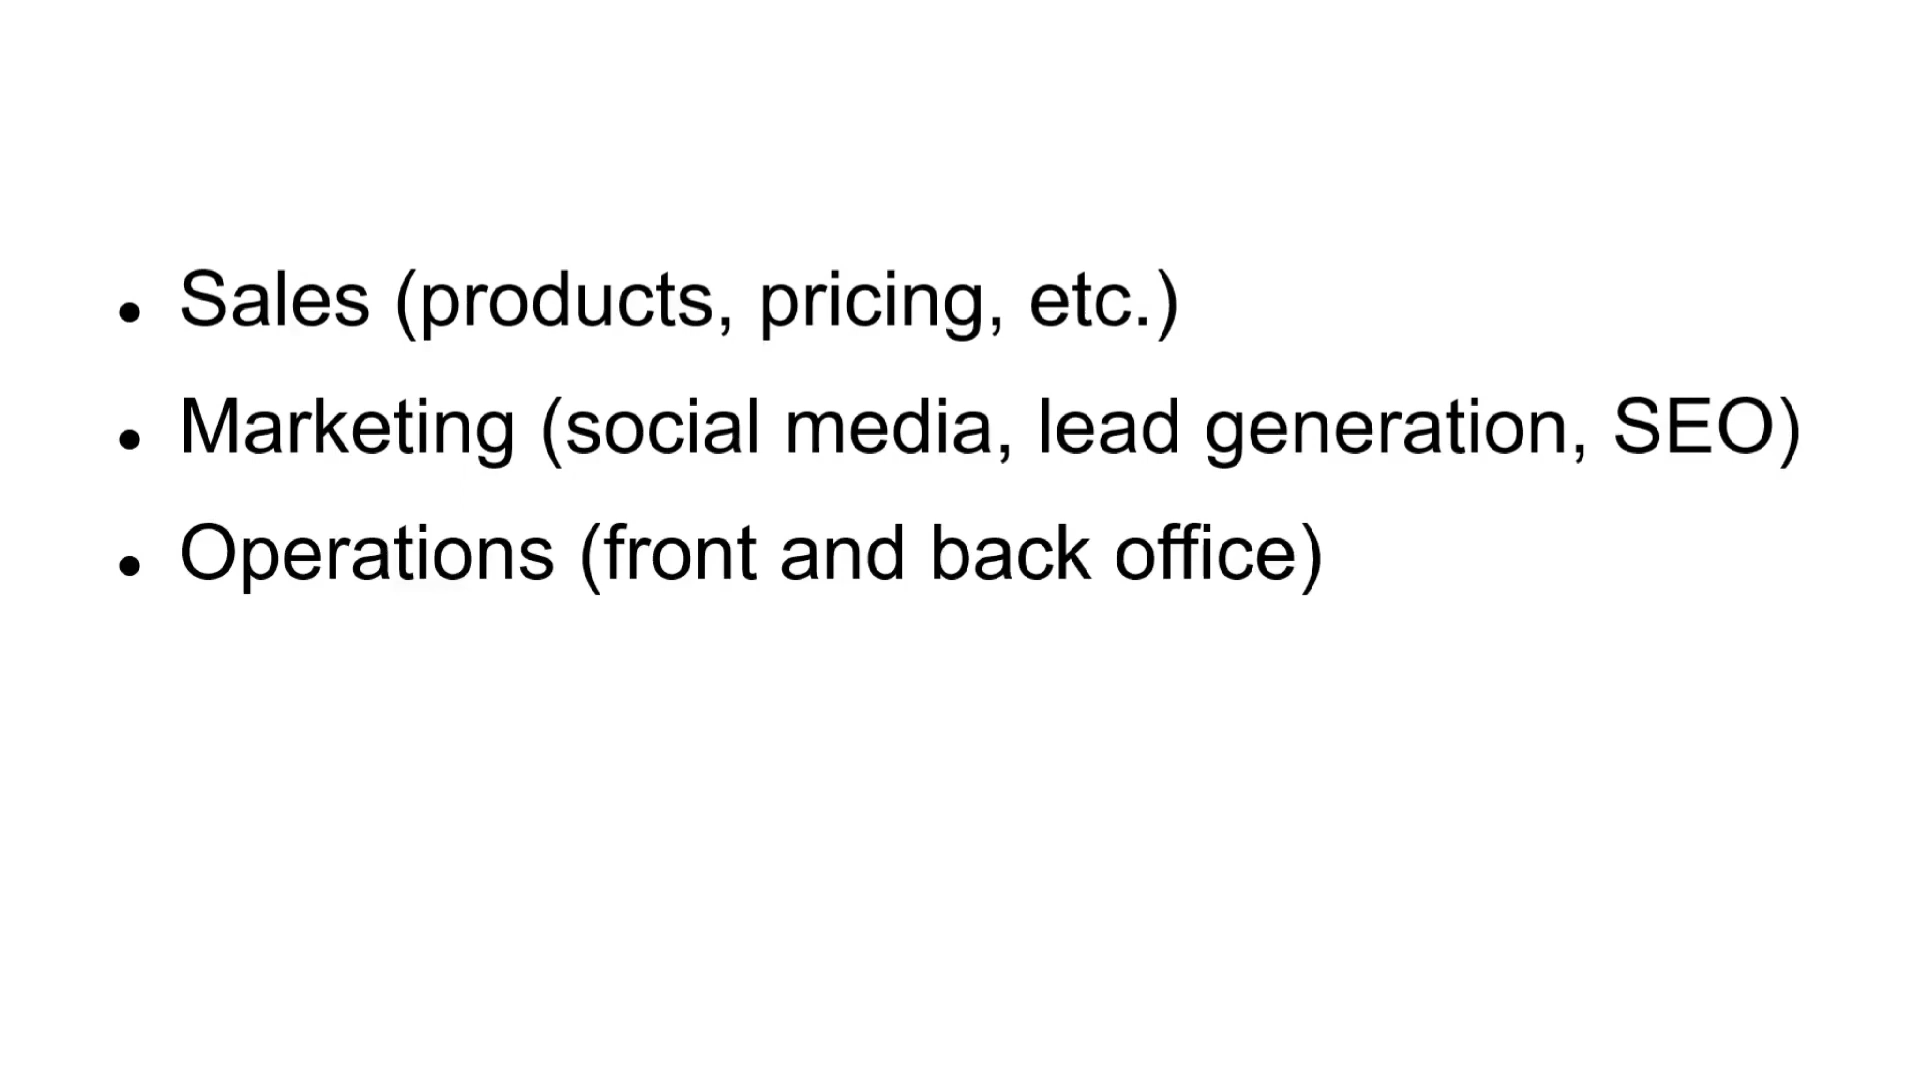 • Sales (products, pricing, etc.)
• Marketing (social media, lead generation, SEO)
• Operations (front and back office)